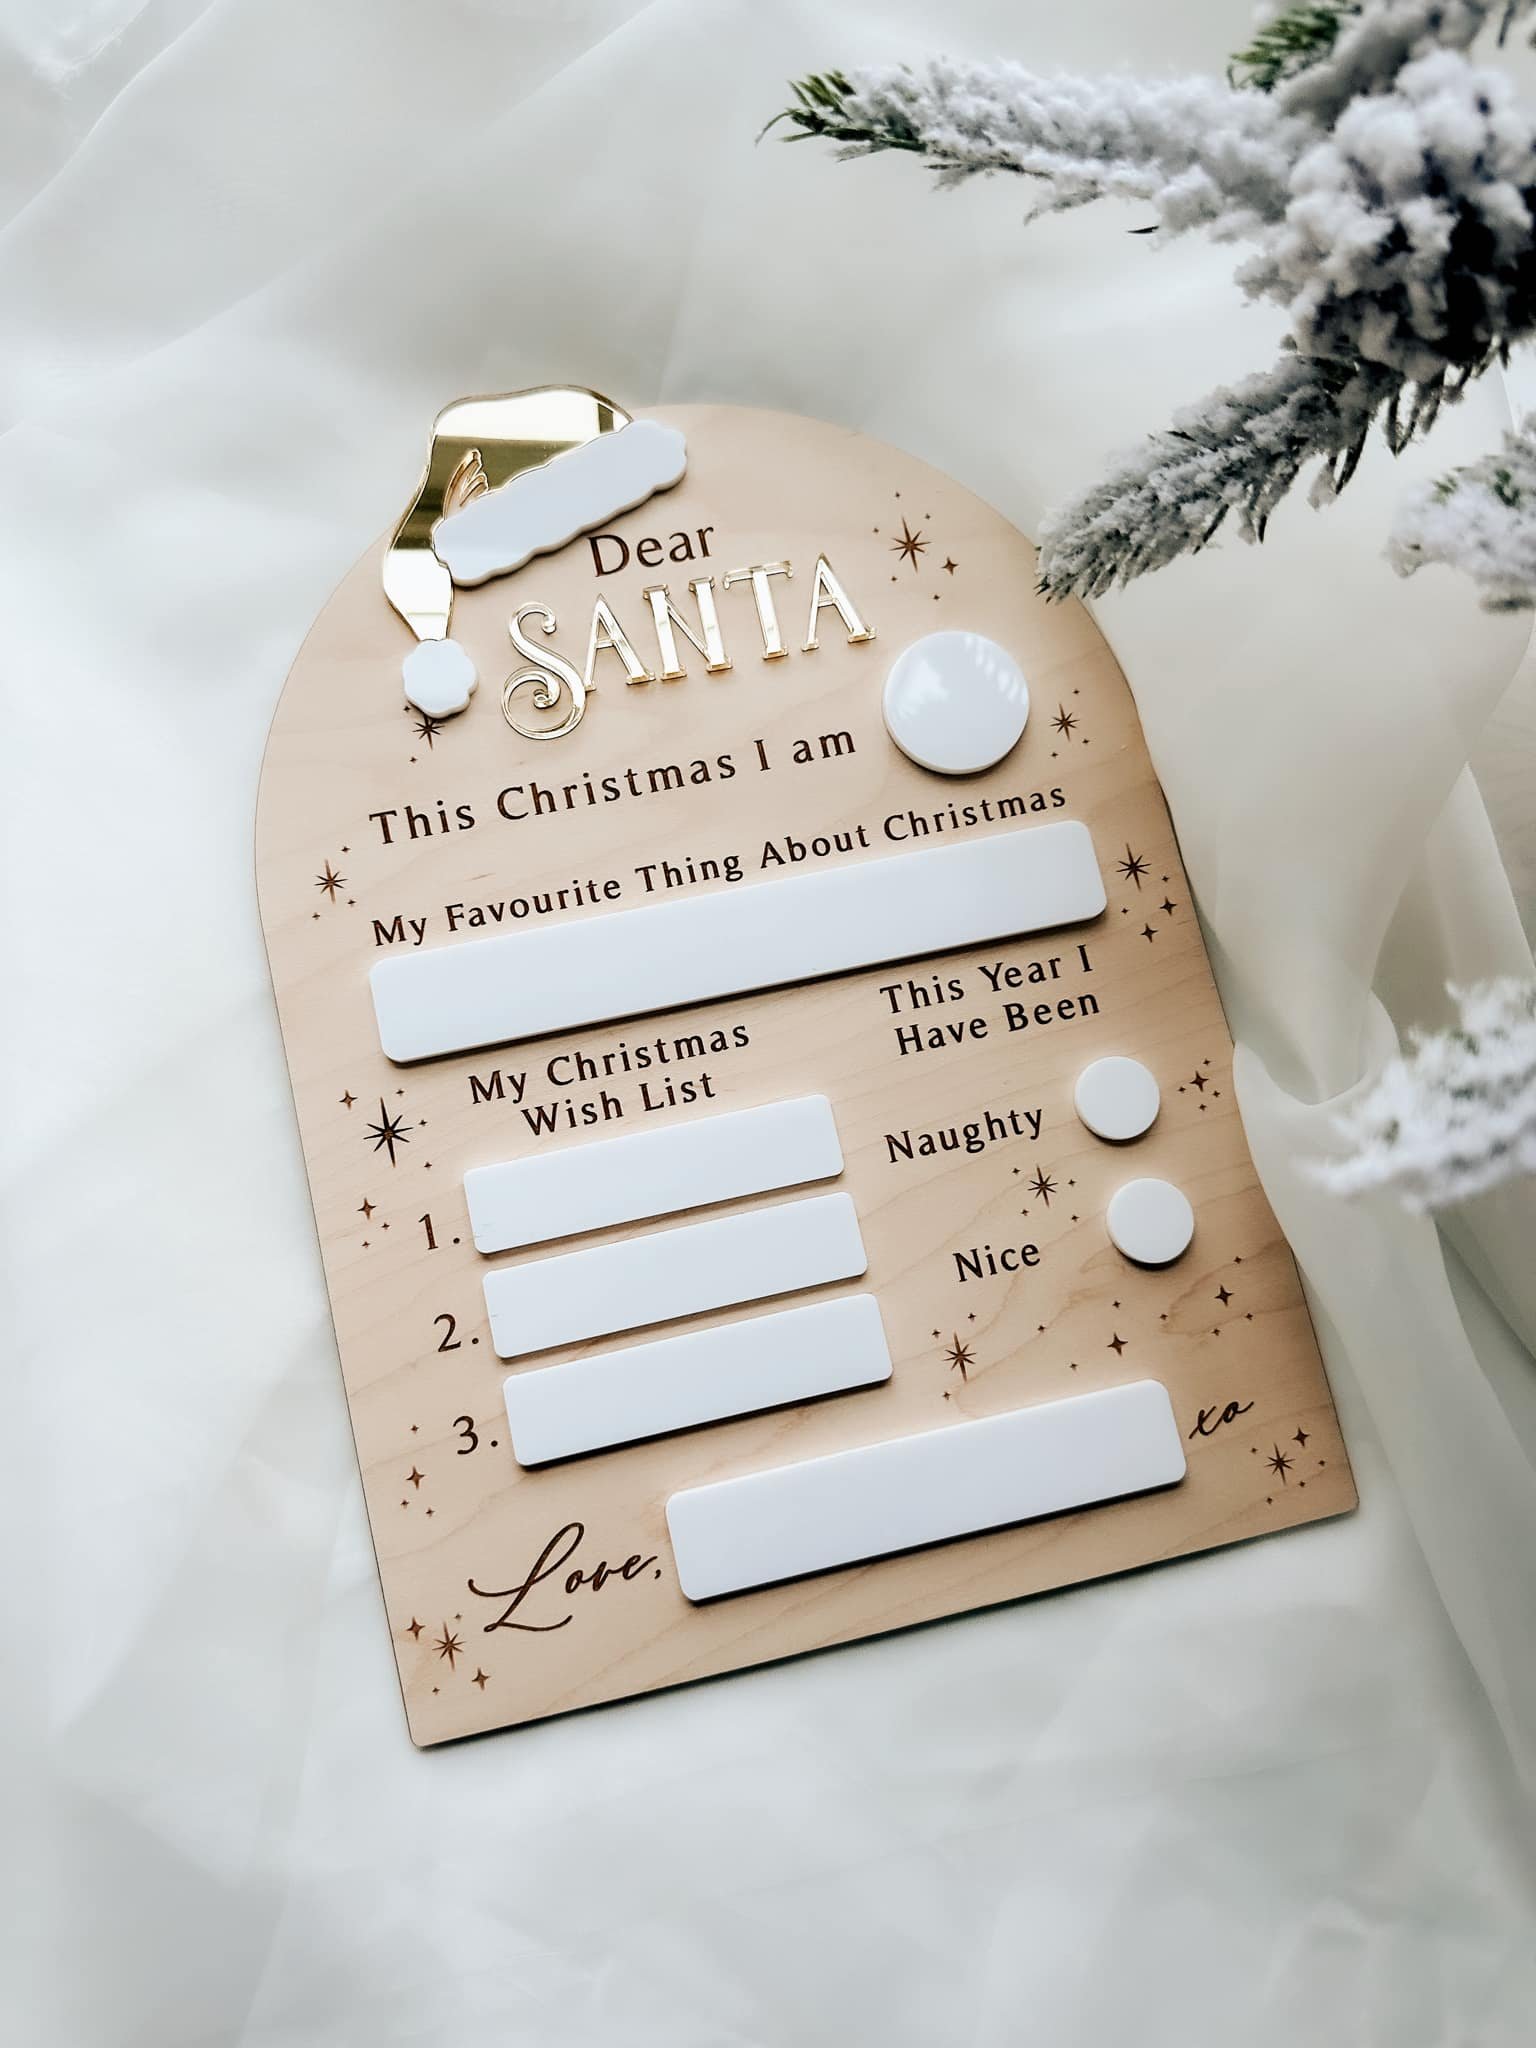 Dear
SANTA
This Christmas I am
My Favourite Thing About Christmas
My Christmas
Wish List
1.
2.
3.
This Year I
Have Been
Naughty
Nice
Love,
xo